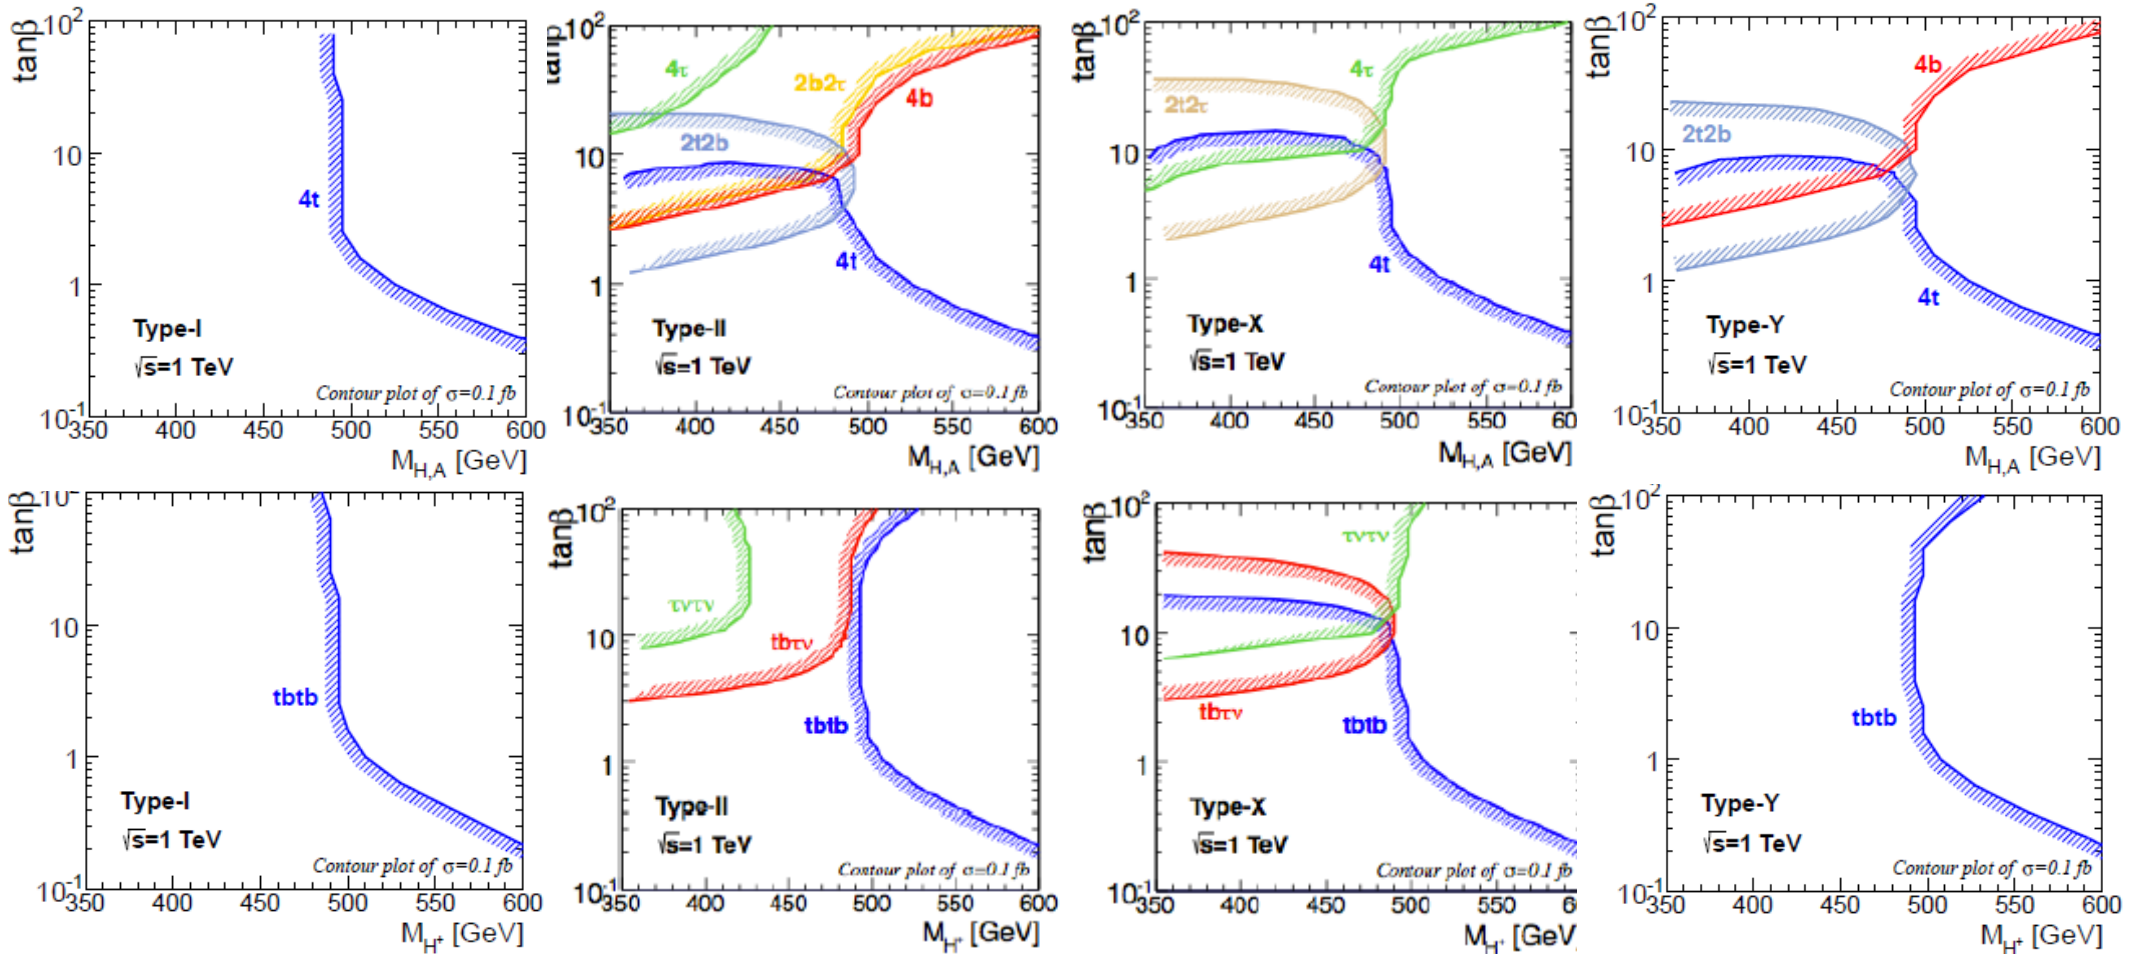 tanβ
10²
10
1
10⁻¹
4t
Type-I
√s=1 TeV
Contour plot of σ=0.1 fb
350 400 450 500 550 600
M_H,A [GeV]
tanβ
10²
10
1
10⁻¹
4τ
2b2τ
4b
2t2b
4t
Type-II
√s=1 TeV
Contour plot of σ=0.1 fb
350 400 450 500 550 600
M_H,A [GeV]
tanβ
10²
10
1
10⁻¹
4τ
2t2τ
4t
Type-X
√s=1 TeV
Contour plot of σ=0.1 fb
350 400 450 500 550 60
M_H,A [GeV]
tanβ
10²
10
1
10⁻¹
4b
2t2b
4t
Type-Y
√s=1 TeV
Contour plot of σ=0.1 fb
350 400 450 500 550 600
M_H,A [GeV]
tanβ
10²
10
1
10⁻¹
tbtb
Type-I
√s=1 TeV
Contour plot of σ=0.1 fb
350 400 450 500 550 600
M_H⁺ [GeV]
tanβ
10²
10
1
10⁻¹
τντν
tbτν
tbtb
Type-II
√s=1 TeV
Contour plot of σ=0.1 fb
350 400 450 500 550 600
M_H⁺ [GeV]
tanβ
10²
10
1
10⁻¹
τντν
tbτν
tbtb
Type-X
√s=1 TeV
Contour plot of σ=0.1 fb
350 400 450 500 550 6
M_H⁺ [GeV
tanβ
10²
10
1
10⁻¹
tbtb
Type-Y
√s=1 TeV
Contour plot of σ=0.1 fb
350 400 450 500 550 600
M_H⁺ [GeV]